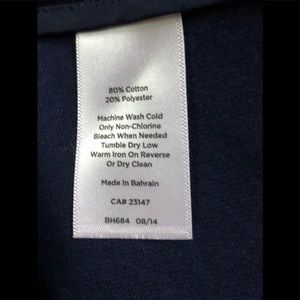 80% Cotton
20% Polyester
Machine Wash Cold
Only Non-Chlorine
Bleach When Needed
Tumble Dry Low
Warm Iron On Reverse
Or Dry Clean
Made In Bahrain
CA# 23147
BH684 08/14